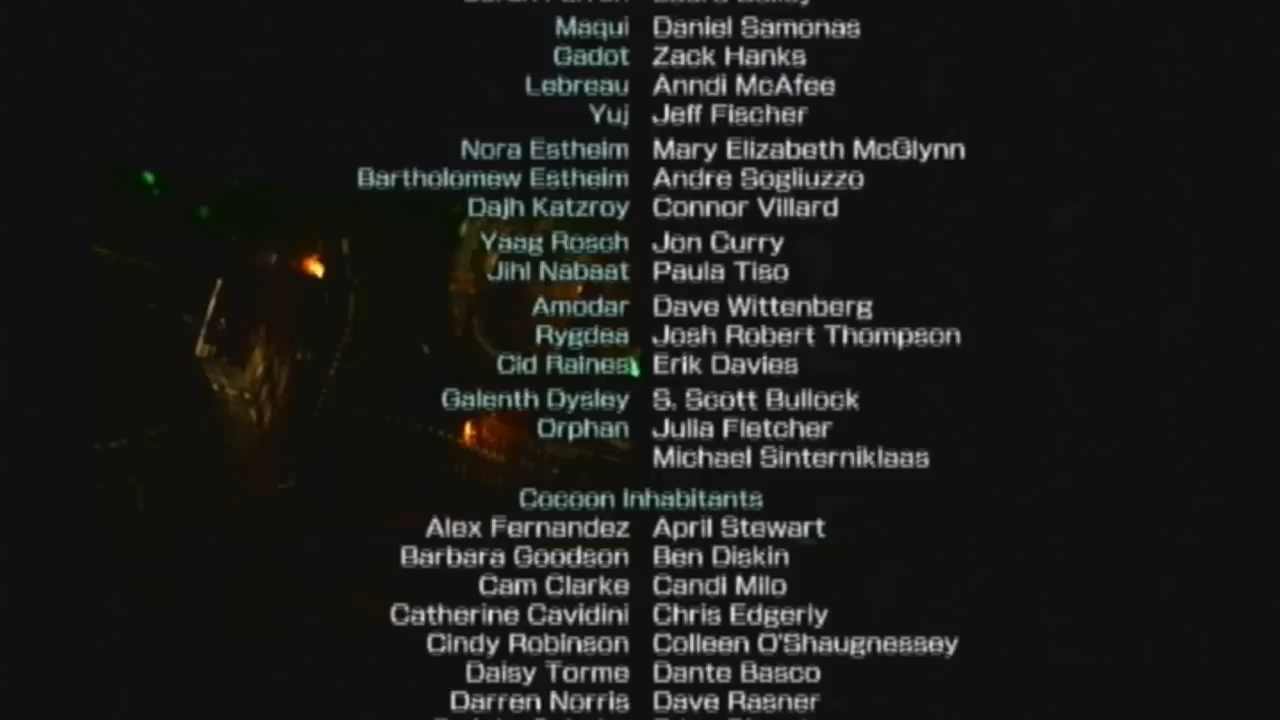 Maqui Daniel Samonas
Gadot Zack Hanks
Lebreau Anndi McAfee
Yuj Jeff Fischer
Nora Estheim Mary Elizabeth McGlynn
Bartholomew Estheim Andre Sogliuzzo
Dajh Katzroy Connor Villard
Yaag Rosch Jon Curry
Jihl Nabaat Paula Tiso
Amodar Dave Wittenberg
Rygdea Josh Robert Thompson
Cid Raines Erik Davies
Galenth Dysley S. Scott Bullock
Orphan Julia Fletcher
Michael Sinterniklaas
Cocoon Inhabitants
Alex Fernandez April Stewart
Barbara Goodson Ben Diskin
Cam Clarke Candi Milo
Catherine Cavidini Chris Edgerly
Cindy Robinson Colleen O'Shaugnessey
Daisy Torme Dante Basco
Darren Norris Dave Rasner